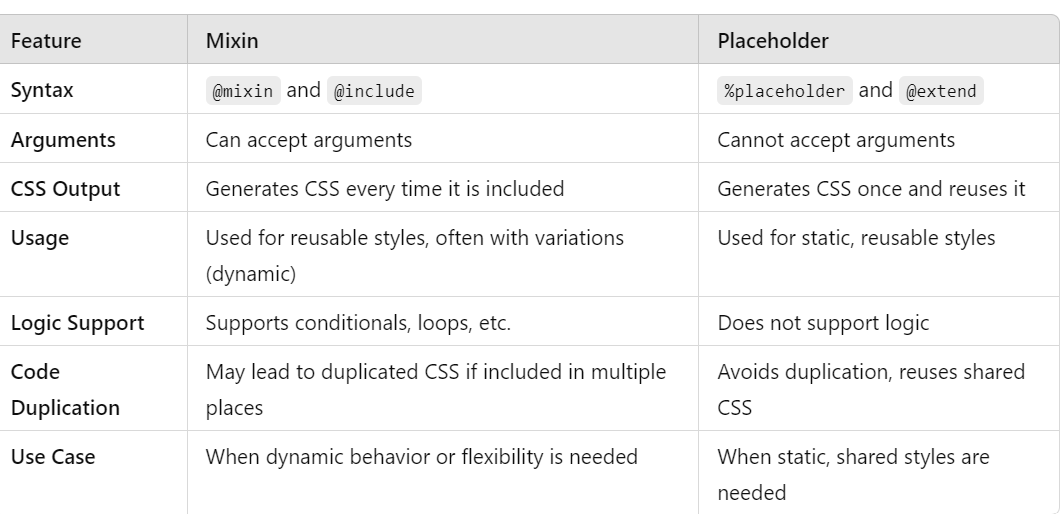 Feature Mixin Placeholder
Syntax @mixin and @include %placeholder and @extend
Arguments Can accept arguments Cannot accept arguments
CSS Output Generates CSS every time it is included Generates CSS once and reuses it
Usage Used for reusable styles, often with variations Used for static, reusable styles
(dynamic)
Logic Support Supports conditionals, loops, etc. Does not support logic
Code May lead to duplicated CSS if included in multiple Avoids duplication, reuses shared
Duplication places CSS
Use Case When dynamic behavior or flexibility is needed When static, shared styles are
needed